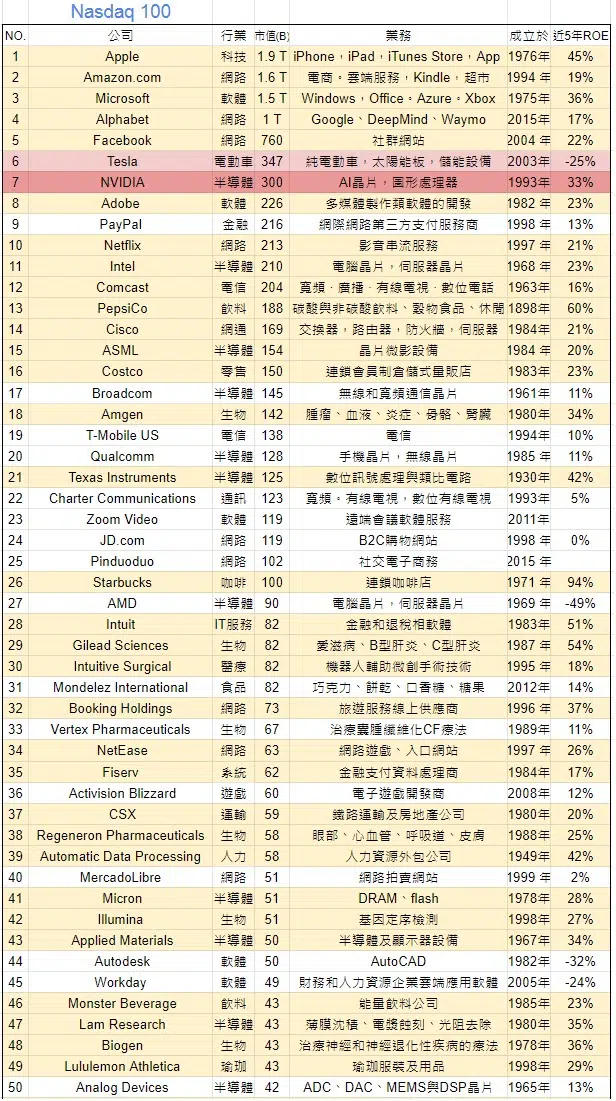 Nasdaq 100
NO. 公司 行業 市值(B) 業務 成立於 近5年ROE
1 Apple 科技 1.9 T iPhone，iPad，iTunes Store，App 1976年 45%
2 Amazon.com 網路 1.6 T 電商。雲端服務，Kindle，超市 1994 年 19%
3 Microsoft 軟體 1.5 T Windows，Office。Azure。Xbox 1975年 36%
4 Alphabet 網路 1 T Google、DeepMind、Waymo 2015年 17%
5 Facebook 網路 760 社群網站 2004 年 22%
6 Tesla 電動車 347 純電動車，太陽能板，儲能設備 2003年 -25%
7 NVIDIA 半導體 300 AI晶片，圖形處理器 1993年 33%
8 Adobe 軟體 226 多媒體製作類軟體的開發 1982 年 23%
9 PayPal 金融 216 網際網路第三方支付服務商 1998 年 13%
10 Netflix 網路 213 影音串流服務 1997 年 21%
11 Intel 半導體 210 電腦晶片，伺服器晶片 1968 年 23%
12 Comcast 電信 204 寬頻．廣播．有線電視．數位電話 1963年 16%
13 PepsiCo 飲料 188 碳酸與非碳酸飲料、穀物食品、休閒 1898年 60%
14 Cisco 網通 169 交換器，路由器，防火牆，伺服器 1984年 21%
15 ASML 半導體 154 晶片微影設備 1984 年 20%
16 Costco 零售 150 連鎖會員制倉儲式量販店 1983年 23%
17 Broadcom 半導體 145 無線和寬頻通信晶片 1961年 11%
18 Amgen 生物 142 腫瘤、血液、炎症、骨骼、腎臟 1980年 34%
19 T-Mobile US 電信 138 電信 1994年 10%
20 Qualcomm 半導體 128 手機晶片，無線晶片 1985 年 11%
21 Texas Instruments 半導體 125 數位訊號處理與類比電路 1930年 42%
22 Charter Communications 通訊 123 寬頻。有線電視，數位有線電視 1993年 5%
23 Zoom Video 軟體 119 遠端會議軟體服務 2011年
24 JD.com 網路 119 B2C購物網站 1998 年 0%
25 Pinduoduo 網路 102 社交電子商務 2015 年
26 Starbucks 咖啡 100 連鎖咖啡店 1971 年 94%
27 AMD 半導體 90 電腦晶片，伺服器晶片 1969 年 -49%
28 Intuit IT服務 82 金融和退稅相軟體 1983年 51%
29 Gilead Sciences 生物 82 愛滋病、B型肝炎、C型肝炎 1987 年 54%
30 Intuitive Surgical 醫療 82 機器人輔助微創手術技術 1995 年 18%
31 Mondelez International 食品 82 巧克力、餅乾、口香糖、糖果 2012年 14%
32 Booking Holdings 網路 73 旅遊服務線上供應商 1996 年 37%
33 Vertex Pharmaceuticals 生物 67 治療囊腫纖維化CF療法 1989年 11%
34 NetEase 網路 63 網路遊戲、入口網站 1997 年 26%
35 Fiserv 系統 62 金融支付資料處理商 1984年 17%
36 Activision Blizzard 遊戲 60 電子遊戲開發商 2008年 12%
37 CSX 運輸 59 鐵路運輸及房地產公司 1980年 20%
38 Regeneron Pharmaceuticals 生物 58 眼部、心血管、呼吸道、皮膚 1988年 25%
39 Automatic Data Processing 人力 58 人力資源外包公司 1949年 42%
40 MercadoLibre 網路 51 網路拍賣網站 1999 年 2%
41 Micron 半導體 51 DRAM、flash 1978年 28%
42 Illumina 生物 51 基因定序檢測 1998年 27%
43 Applied Materials 半導體 50 半導體及顯示器設備 1967年 34%
44 Autodesk 軟體 50 AutoCAD 1982年 -32%
45 Workday 軟體 49 財務和人力資源企業雲端應用軟體 2005年 -24%
46 Monster Beverage 飲料 43 能量飲料公司 1985年 23%
47 Lam Research 半導體 43 薄膜沈積、電漿蝕刻、光阻去除 1980年 35%
48 Biogen 生物 43 治療神經和神經退化性疾病的療法 1978年 36%
49 Lululemon Athletica 瑜珈 43 瑜珈服裝及用品 1998年 29%
50 Analog Devices 半導體 42 ADC、DAC、MEMS與DSP晶片 1965年 13%